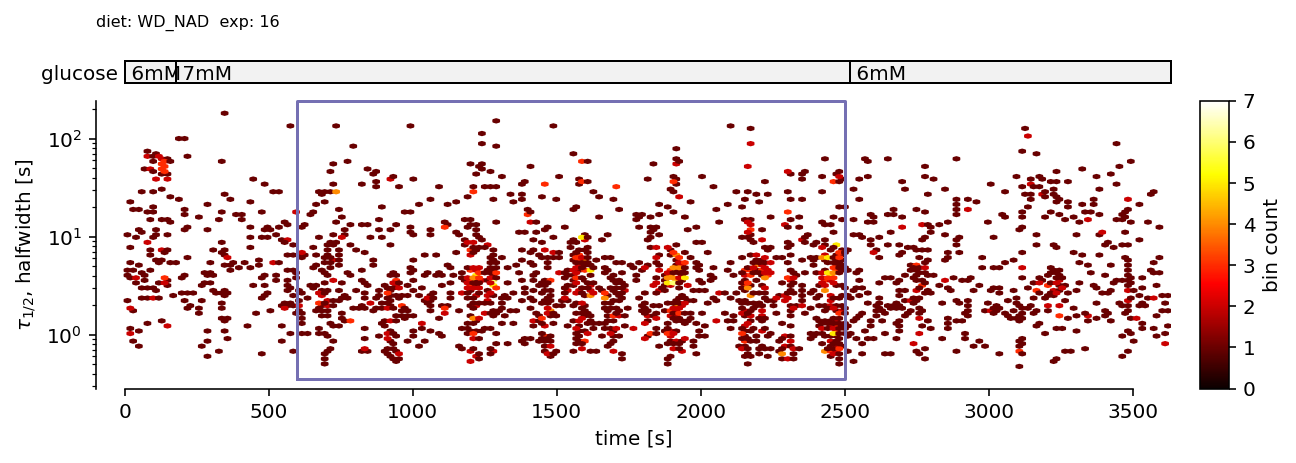 diet: WD_NAD  exp: 16
glucose 6mM 7mM 6mM
10²
10¹
10⁰
τ1/2, halfwidth [s]
0 500 1000 1500 2000 2500 3000 3500
time [s]
7
6
5
4
3
2
1
0
bin count